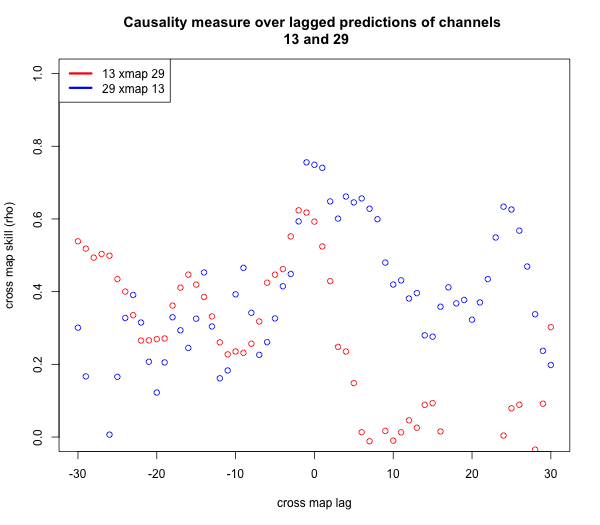 Causality measure over lagged predictions of channels
13 and 29
13 xmap 29
29 xmap 13
cross map skill (rho)
1.0
0.8
0.6
0.4
0.2
0.0
-30
-20
-10
0
10
20
30
cross map lag